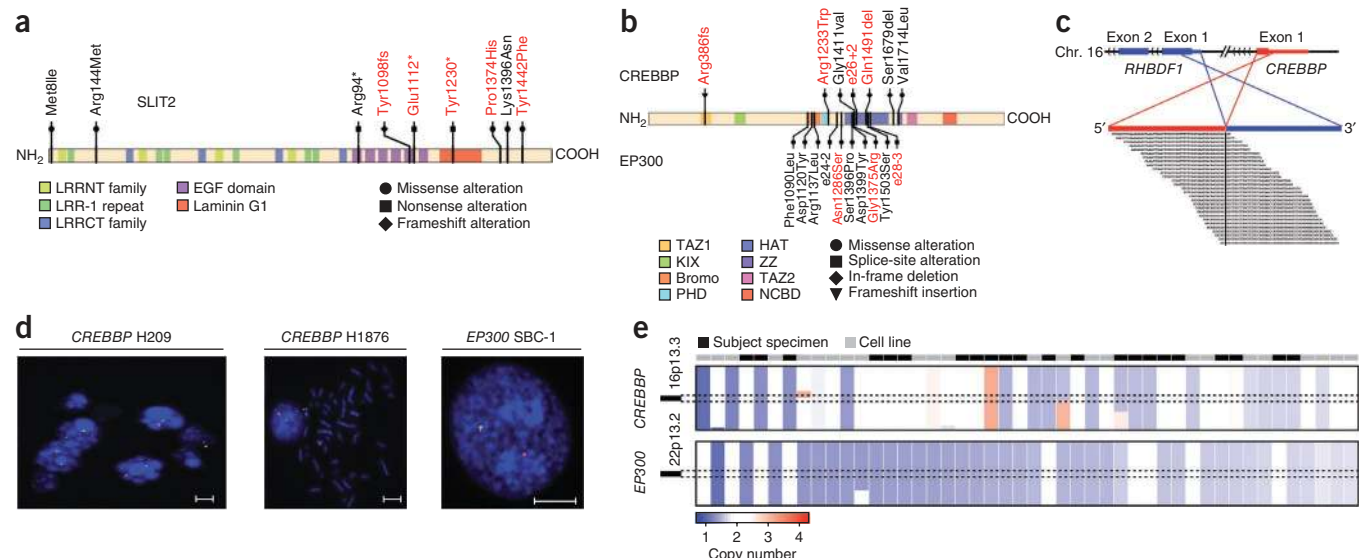 a
Met8Ile
Arg144Met
SLIT2
Arg94*
Tyr1098fs
Glu1112*
Tyr1230*
Pro1374His
Lys1396Asn
Tyr1442Phe
NH2
COOH
LRRNT family
LRR-1 repeat
LRRCT family
EGF domain
Laminin G1
Missense alteration
Nonsense alteration
Frameshift alteration
b
CREBBP
Arg386fs
Arg1233Trp
Gly1411val
e26+2
Gln1491del
Ser1679del
Val1714Leu
NH2
COOH
EP300
Phe1090Leu
Asp1120Tyr
Arg1137Leu
e24-2
Asn1286Ser
Ser1396Pro
Asp1399Tyr
Gly1375Arg
Tyr1503Ser
e28-3
TAZ1
KIX
Bromo
PHD
HAT
ZZ
TAZ2
NCBD
Missense alteration
Splice-site alteration
In-frame deletion
Frameshift insertion
c
Exon 2 Exon 1 Exon 1
Chr. 16
RHBDF1 CREBBP
5′ 3′
d
CREBBP H209
CREBBP H1876
EP300 SBC-1
e
Subject specimen Cell line
CREBBP
16p13.3
EP300
22p13.2
1 2 3 4
Copy number